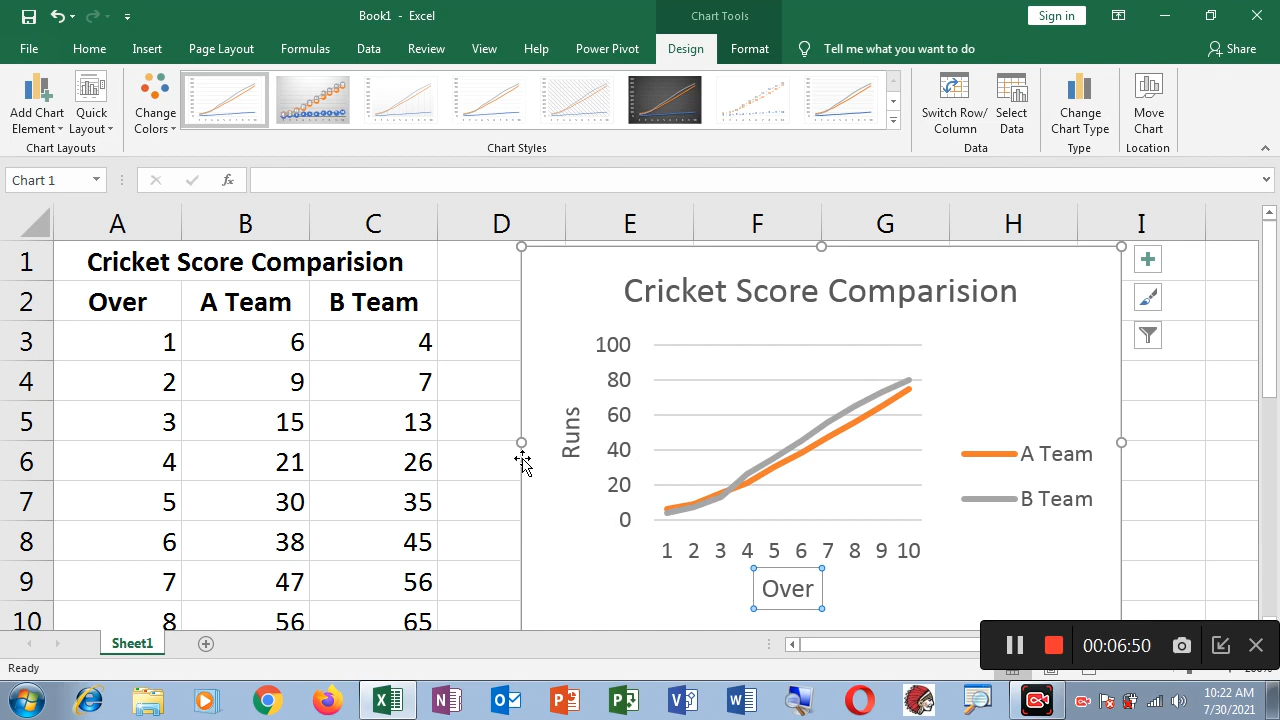 Book1 - Excel
Chart Tools
Sign in
File Home Insert Page Layout Formulas Data Review View Help Power Pivot Design Format Tell me what you want to do Share
Add Chart Element
Quick Layout
Change Colors
Switch Row/ Column
Select Data
Change Chart Type
Move Chart
Chart Layouts
Chart Styles
Data
Type
Location
Chart 1
fx
A B C D E F G H I
1 Cricket Score Comparision
2 Over A Team B Team
3 1 6 4
4 2 9 7
5 3 15 13
6 4 21 26
7 5 30 35
8 6 38 45
9 7 47 56
10 8 56 65
Cricket Score Comparision
100
80
60
40
20
0
Runs
1 2 3 4 5 6 7 8 9 10
Over
A Team
B Team
Sheet1
00:06:50
Ready
10:22 AM
7/30/2021